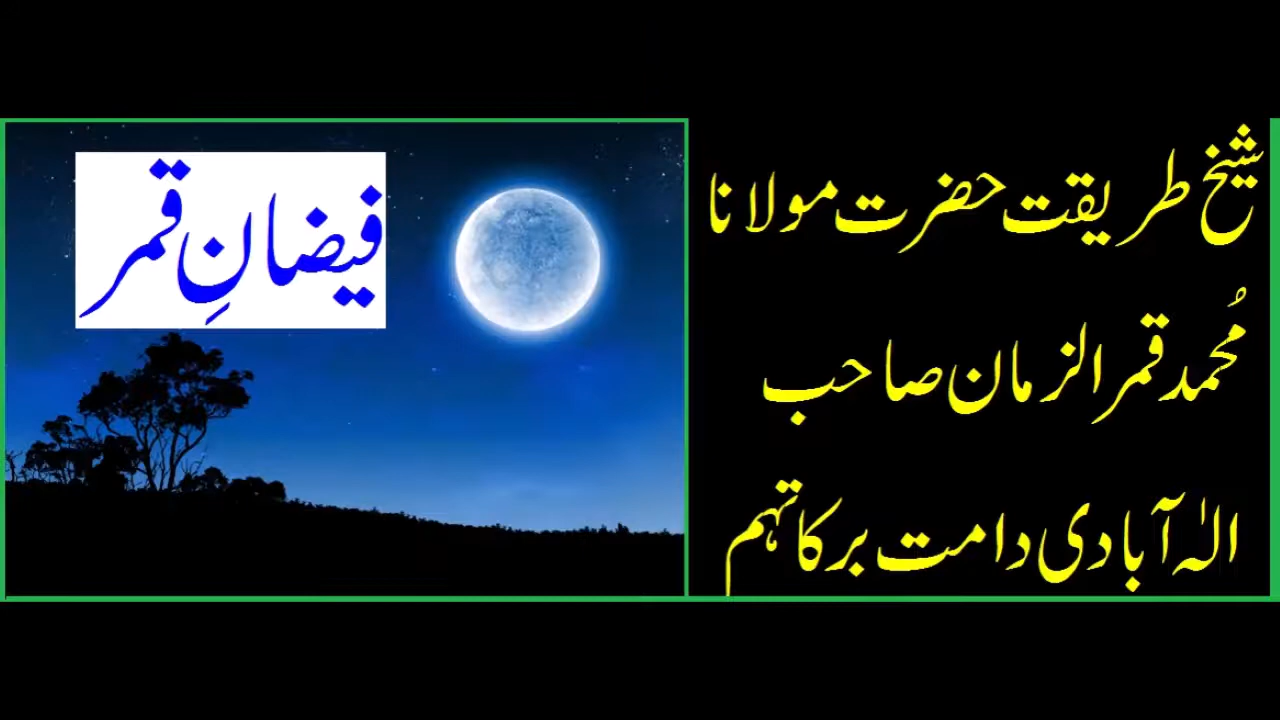 شیخ طریقت حضرت مولانا
مُحمد قمر الزمان صاحب
الہٰ آبادی دامت برکاتہم
فیضانِ قمر